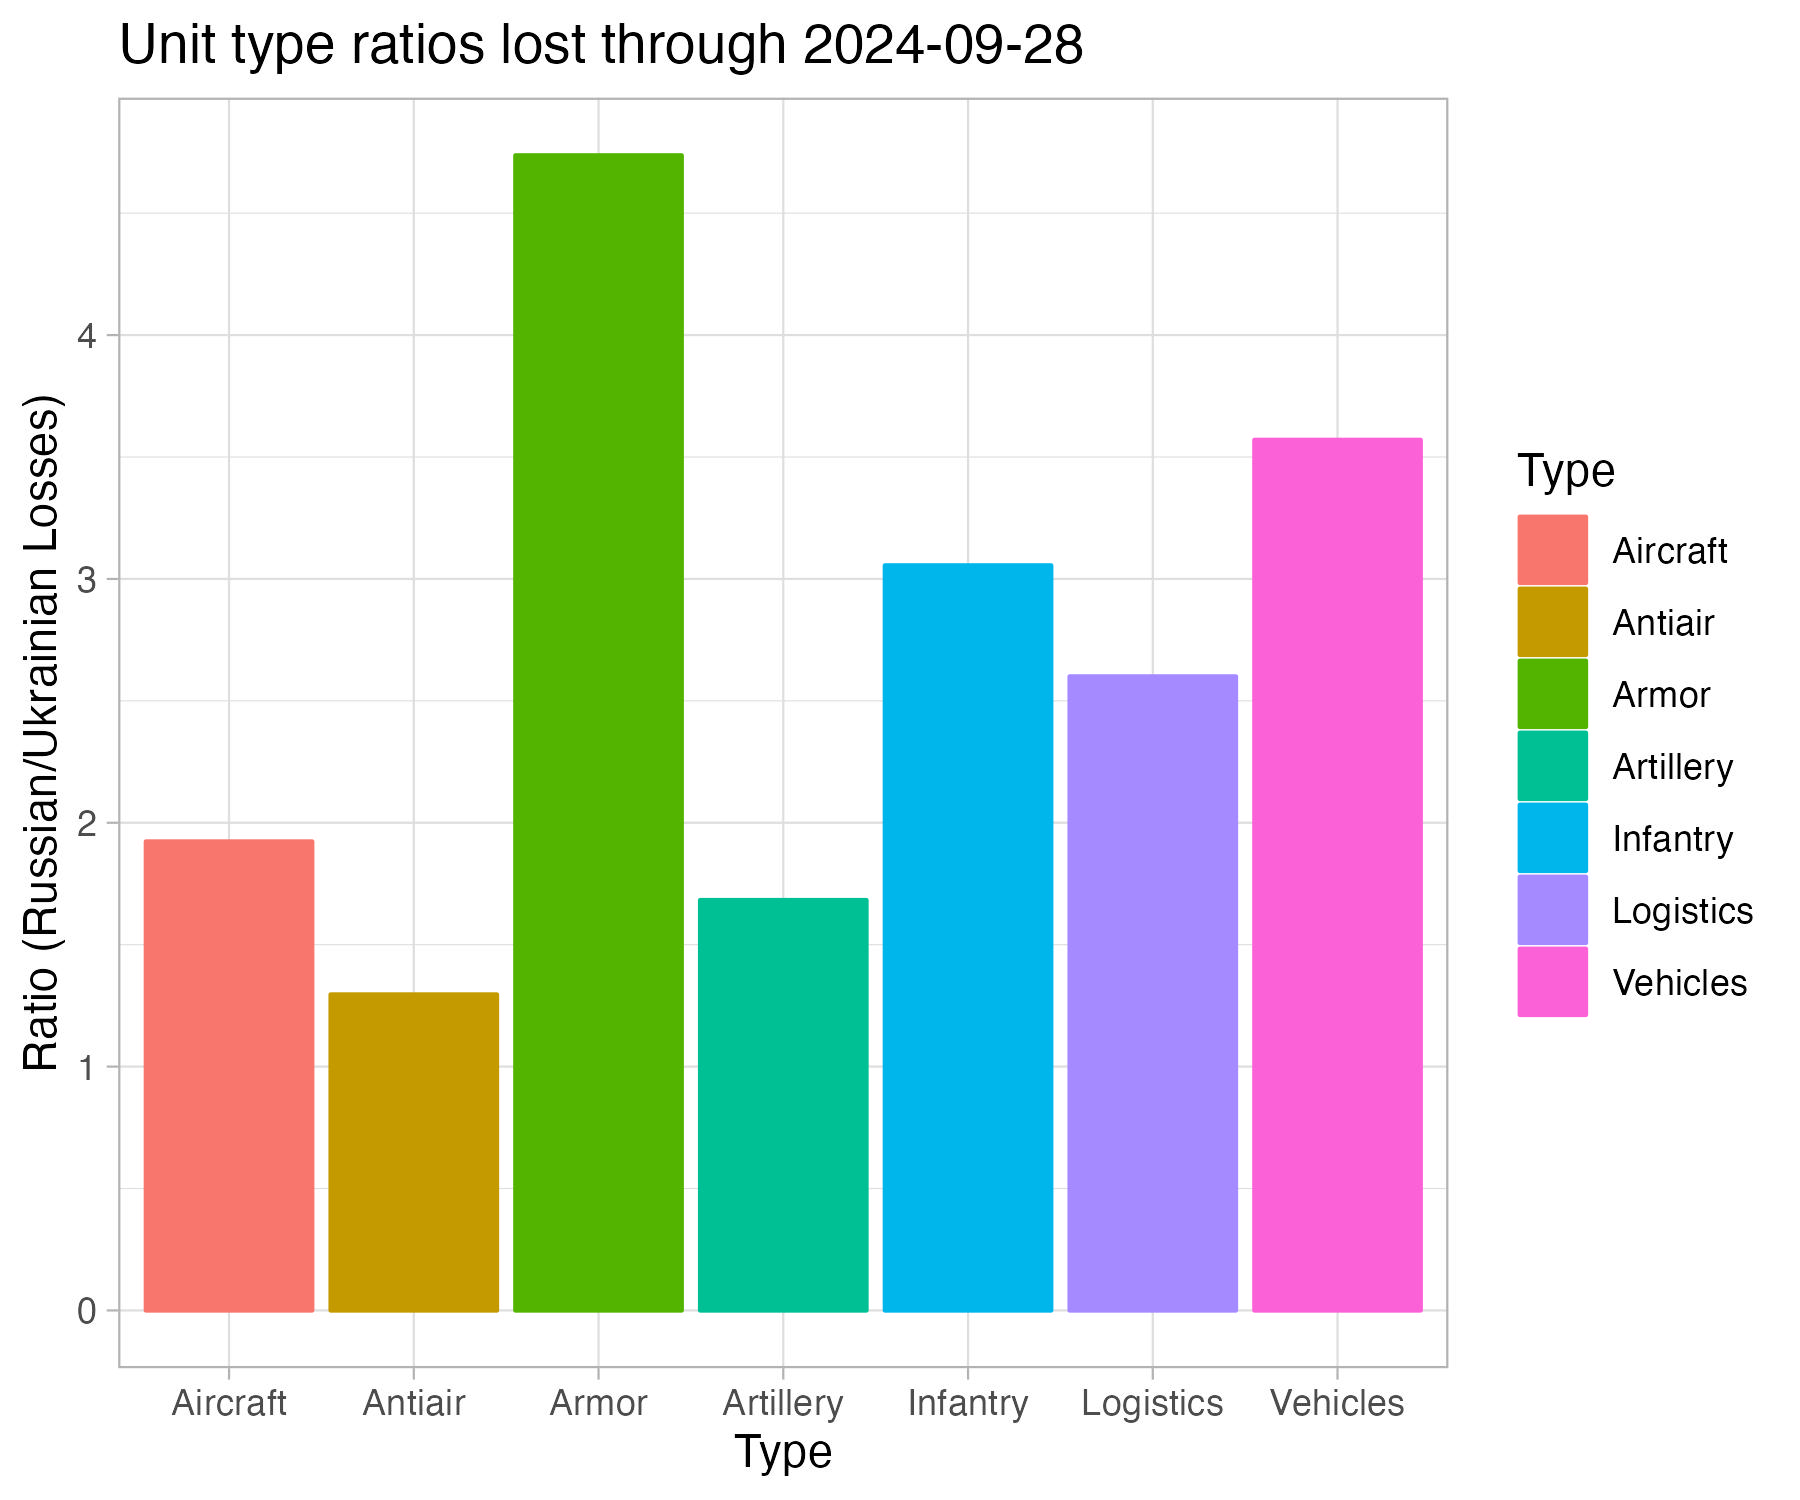 Unit type ratios lost through 2024-09-28
Ratio (Russian/Ukrainian Losses)
4
3
2
1
0
Aircraft
Antiair
Armor
Artillery
Infantry
Logistics
Vehicles
Type
Type
Aircraft
Antiair
Armor
Artillery
Infantry
Logistics
Vehicles